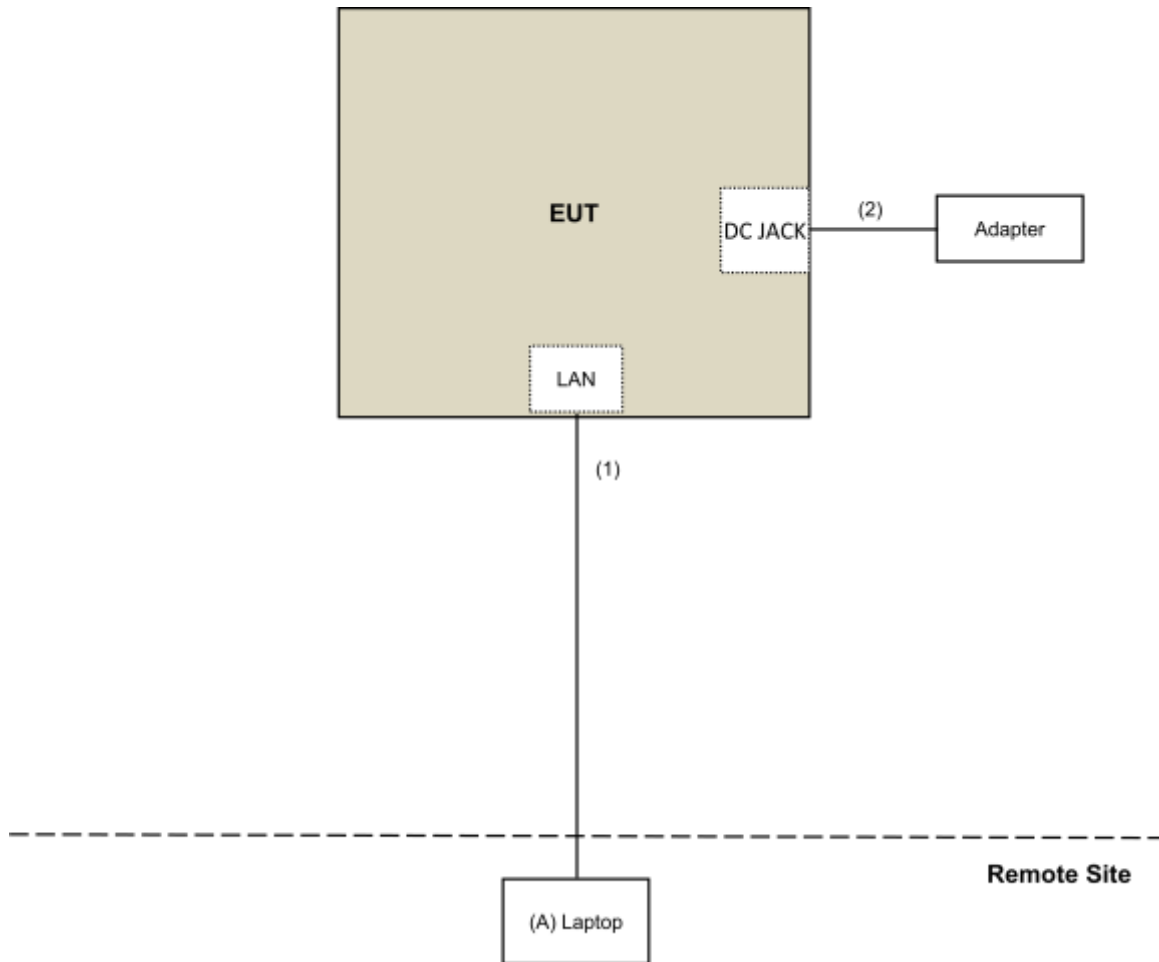 EUT
DC JACK
(2)
Adapter
LAN
(1)
Remote Site
(A) Laptop